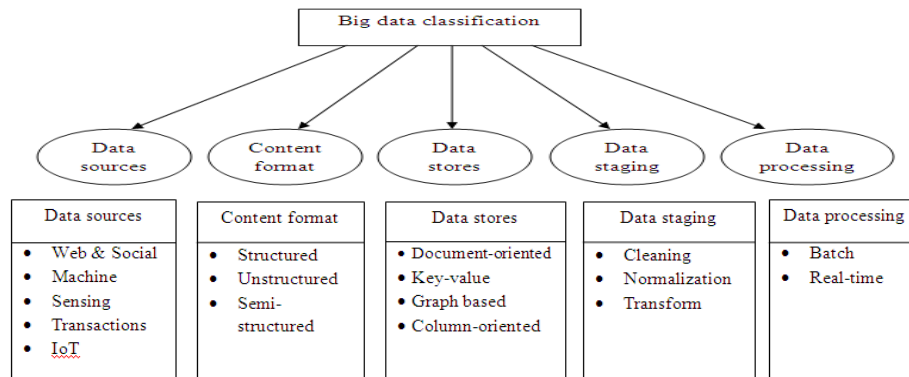 Big data classification
Data
sources
Content
format
Data
stores
Data
staging
Data
processing
Data sources
• Web & Social
• Machine
• Sensing
• Transactions
• IoT
Content format
• Structured
• Unstructured
• Semi-
structured
Data stores
• Document-oriented
• Key-value
• Graph based
• Column-oriented
Data staging
• Cleaning
• Normalization
• Transform
Data processing
• Batch
• Real-time